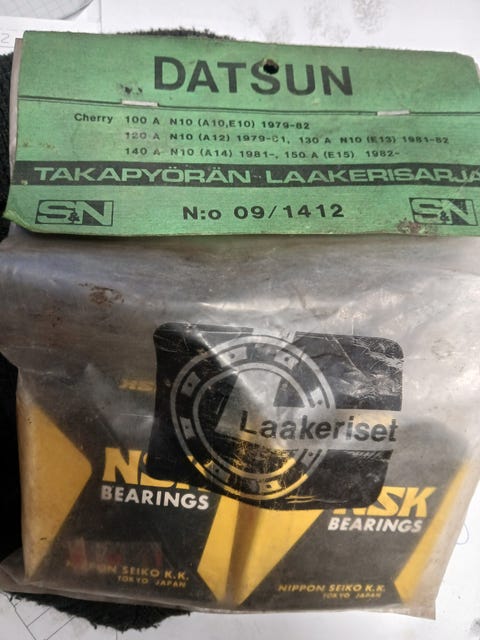 DATSUN
Cherry 100 A N10 (A10,E10) 1979-82
120 A N10 (A12) 1979-81, 130 A N10 (E13) 1981-82
140 A N10 (A14) 1981-, 150 A (E15) 1982-
TAKAPYÖRÄN LAAKERISARJA
S&N N:o 09/1412 S&N
NSK
Laakeriset
NSK NSK
BEARINGS BEARINGS
NIPPON SEIKO K.K. NIPPON SEIKO K.K.
TOKYO JAPAN TOKYO JAPAN